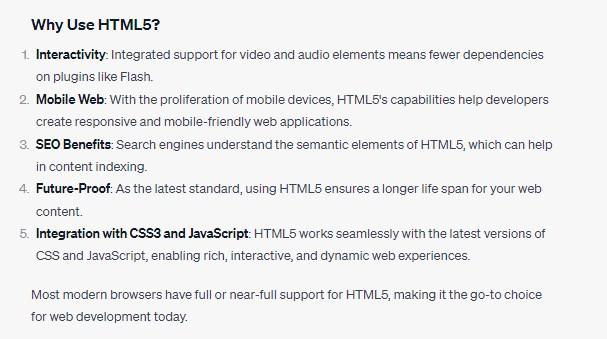 Why Use HTML5?
1. Interactivity: Integrated support for video and audio elements means fewer dependencies
on plugins like Flash.
2. Mobile Web: With the proliferation of mobile devices, HTML5's capabilities help developers
create responsive and mobile-friendly web applications.
3. SEO Benefits: Search engines understand the semantic elements of HTML5, which can help
in content indexing.
4. Future-Proof: As the latest standard, using HTML5 ensures a longer life span for your web
content.
5. Integration with CSS3 and JavaScript: HTML5 works seamlessly with the latest versions of
CSS and JavaScript, enabling rich, interactive, and dynamic web experiences.
Most modern browsers have full or near-full support for HTML5, making it the go-to choice
for web development today.